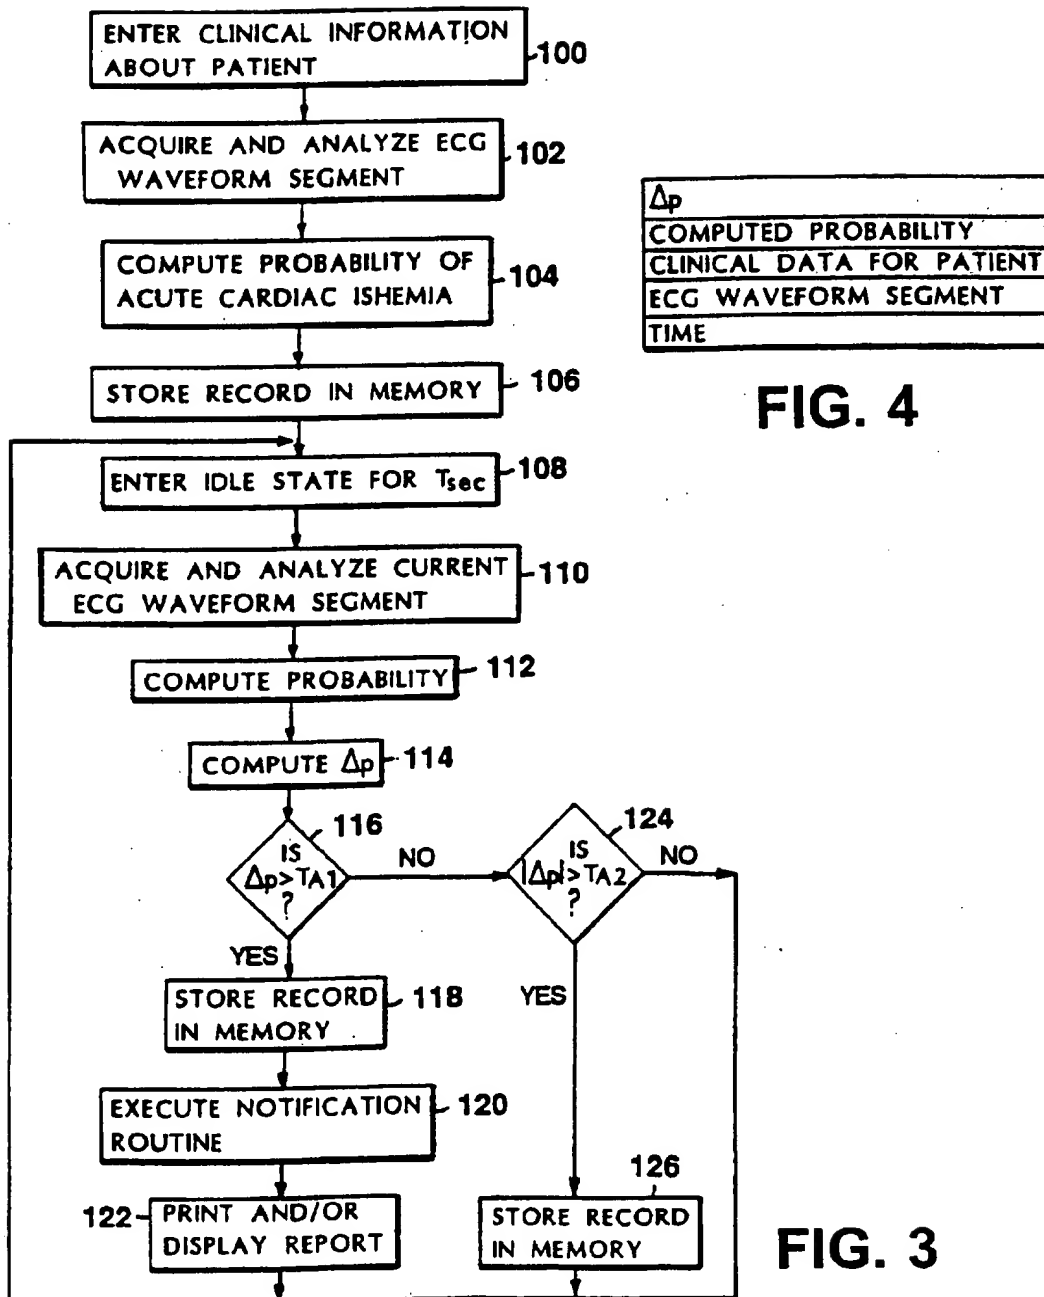 ENTER CLINICAL INFORMATION
ABOUT PATIENT
100
ACQUIRE AND ANALYZE ECG
WAVEFORM SEGMENT
102
COMPUTE PROBABILITY OF
ACUTE CARDIAC ISHEMIA
104
STORE RECORD IN MEMORY
106
ENTER IDLE STATE FOR Tsec
108
ACQUIRE AND ANALYZE CURRENT
ECG WAVEFORM SEGMENT
110
COMPUTE PROBABILITY
112
COMPUTE Δp
114
116
IS
Δp>TA1
?
NO
124
IS
|Δp|>TA2
?
NO
YES
STORE RECORD
IN MEMORY
118
YES
EXECUTE NOTIFICATION
ROUTINE
120
122
PRINT AND/OR
DISPLAY REPORT
126
STORE RECORD
IN MEMORY
FIG. 3
Δp
COMPUTED PROBABILITY
CLINICAL DATA FOR PATIENT
ECG WAVEFORM SEGMENT
TIME
FIG. 4